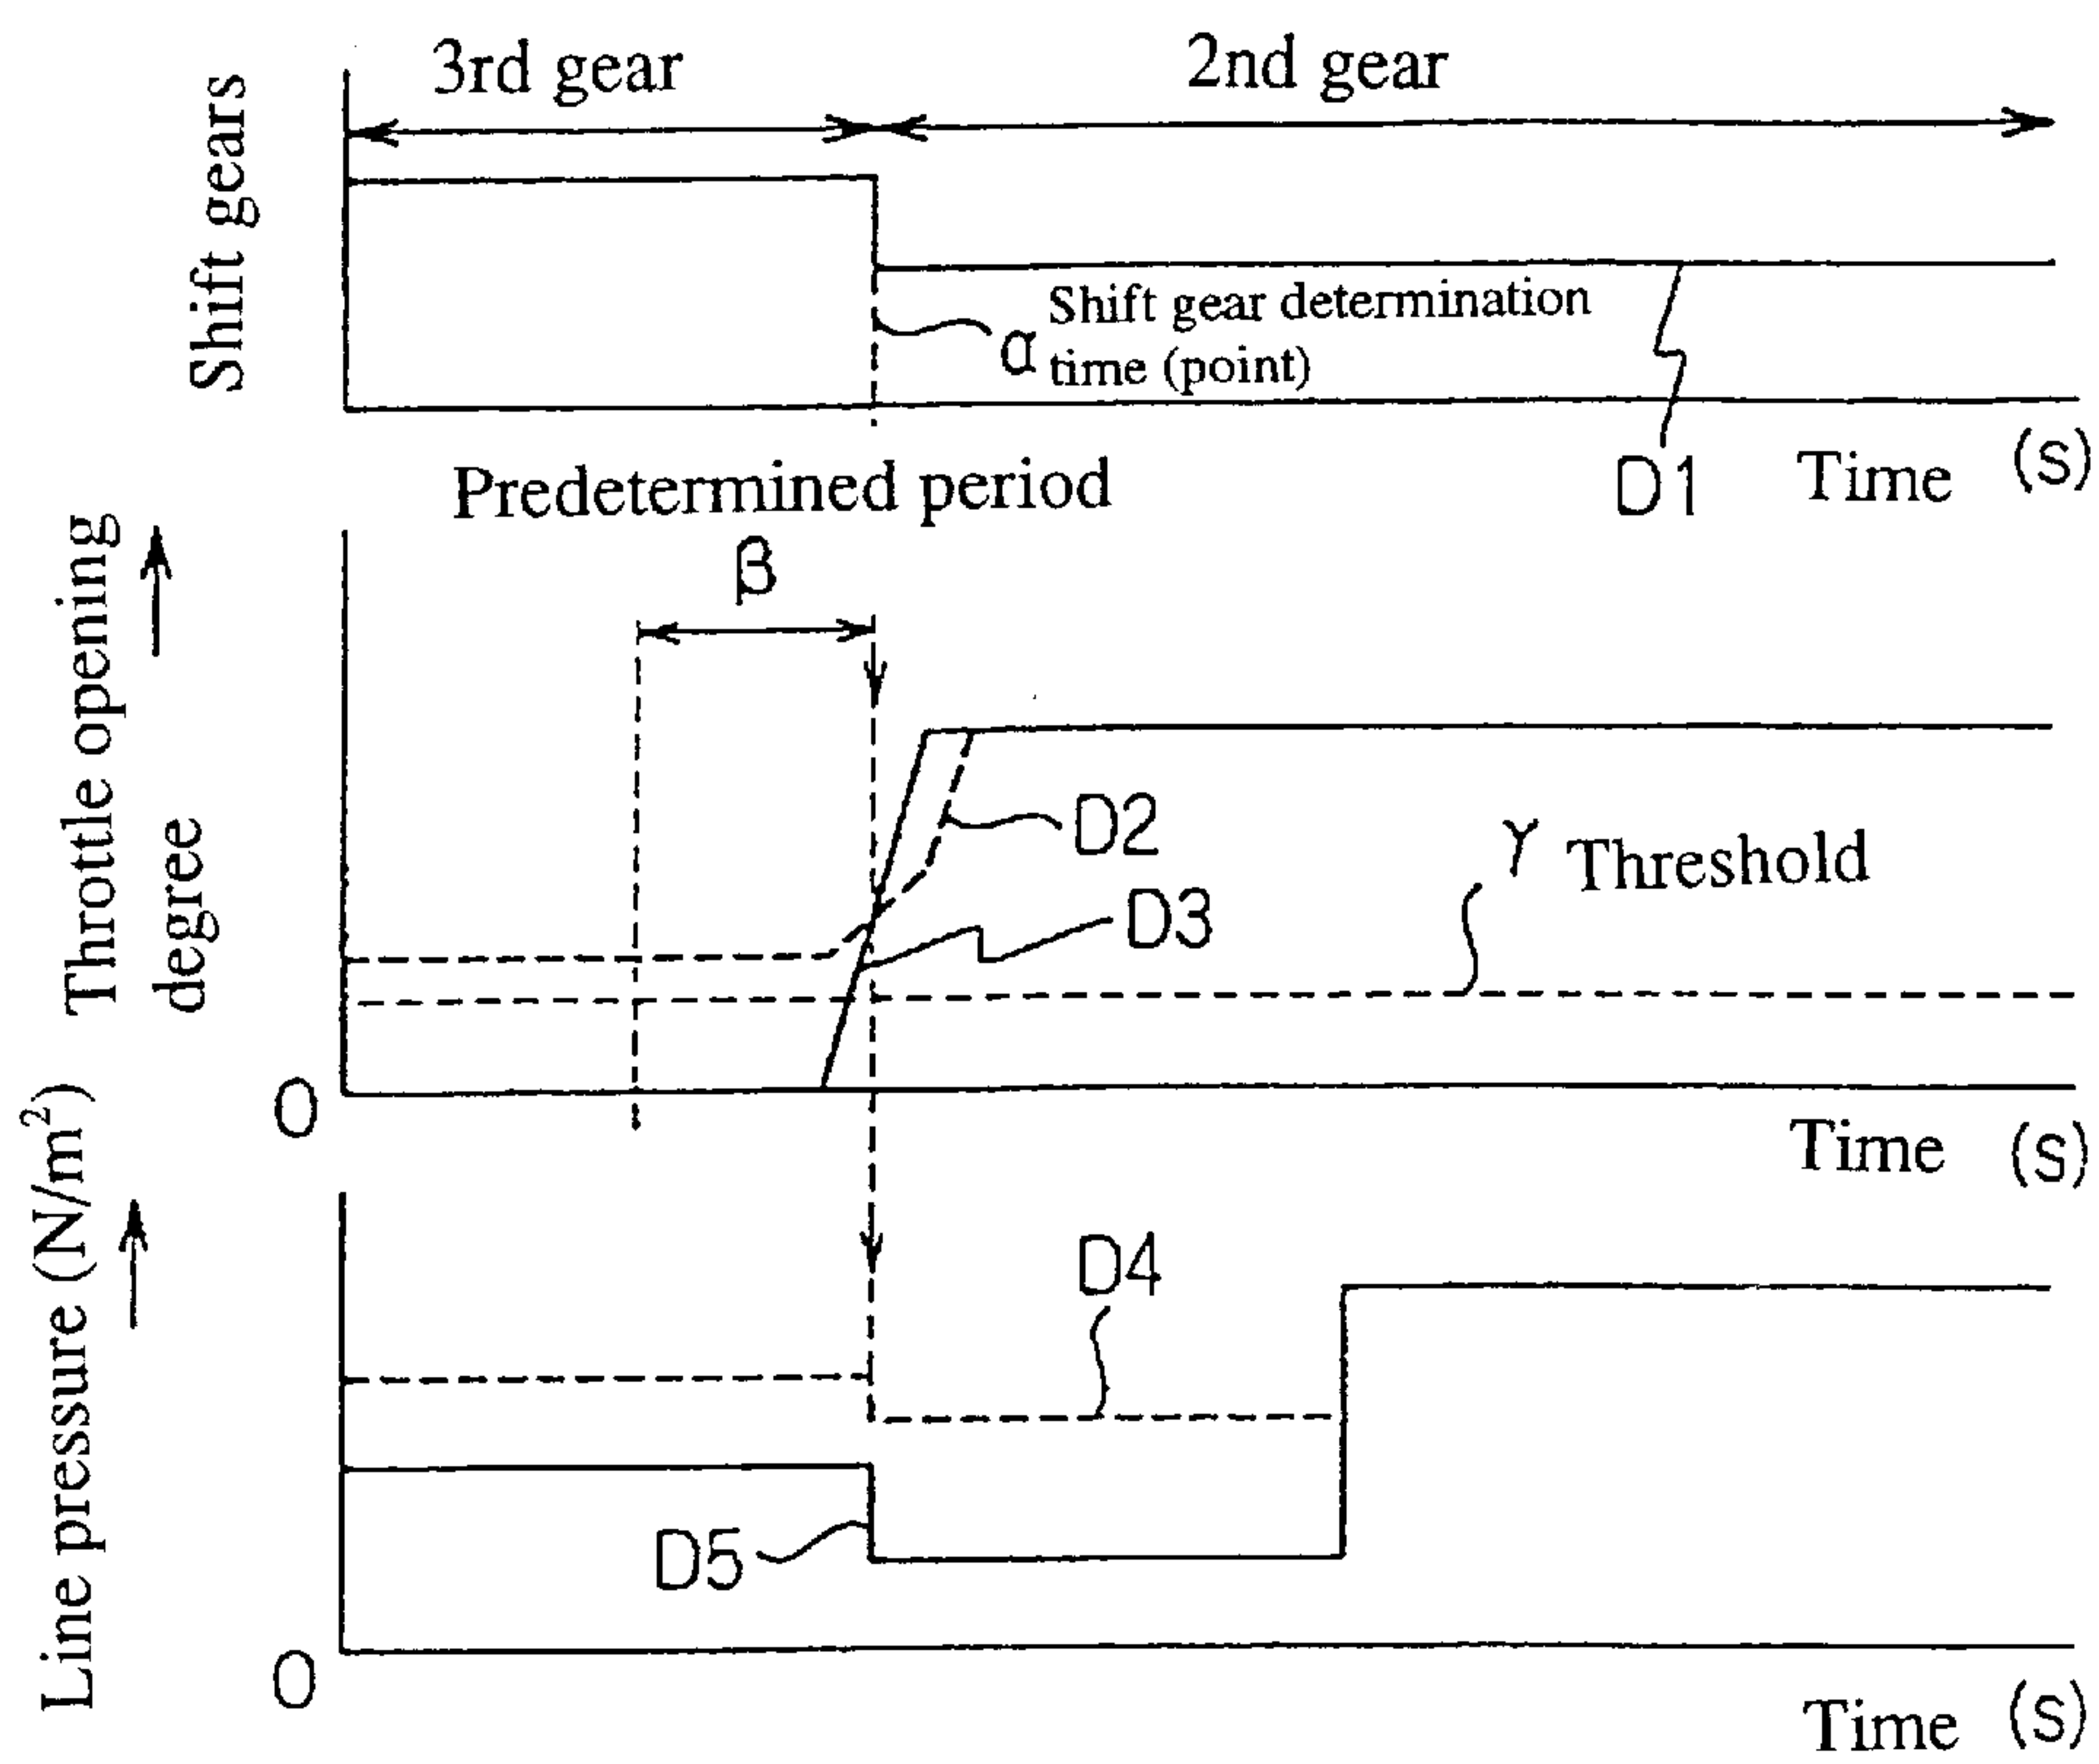 3rd gear
2nd gear
Shift gears
α Shift gear determination
time (point)
D1
Time (s)
Predetermined period
β
Throttle opening
degree
D2
D3
γ Threshold
0
Time (s)
Line pressure (N/m²)
D4
D5
0
Time (s)